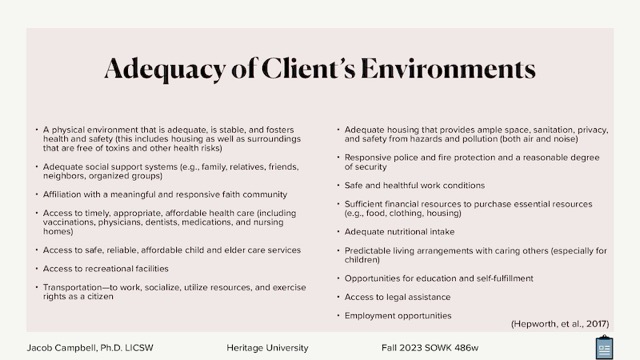 Adequacy of Client's Environments
• A physical environment that is adequate, is stable, and fosters
health and safety (this includes housing as well as surroundings
that are free of toxins and other health risks)
• Adequate social support systems (e.g., family, relatives, friends,
neighbors, organized groups)
• Affiliation with a meaningful and responsive faith community
• Access to timely, appropriate, affordable health care (including
vaccinations, physicians, dentists, medications, and nursing
homes)
• Access to safe, reliable, affordable child and elder care services
• Access to recreational facilities
• Transportation—to work, socialize, utilize resources, and exercise
rights as a citizen
• Adequate housing that provides ample space, sanitation, privacy,
and safety from hazards and pollution (both air and noise)
• Responsive police and fire protection and a reasonable degree
of security
• Safe and healthful work conditions
• Sufficient financial resources to purchase essential resources
(e.g., food, clothing, housing)
• Adequate nutritional intake
• Predictable living arrangements with caring others (especially for
children)
• Opportunities for education and self-fulfillment
• Access to legal assistance
• Employment opportunities
(Hepworth, et al., 2017)
Jacob Campbell, Ph.D. LICSW
Heritage University
Fall 2023 SOWK 486w